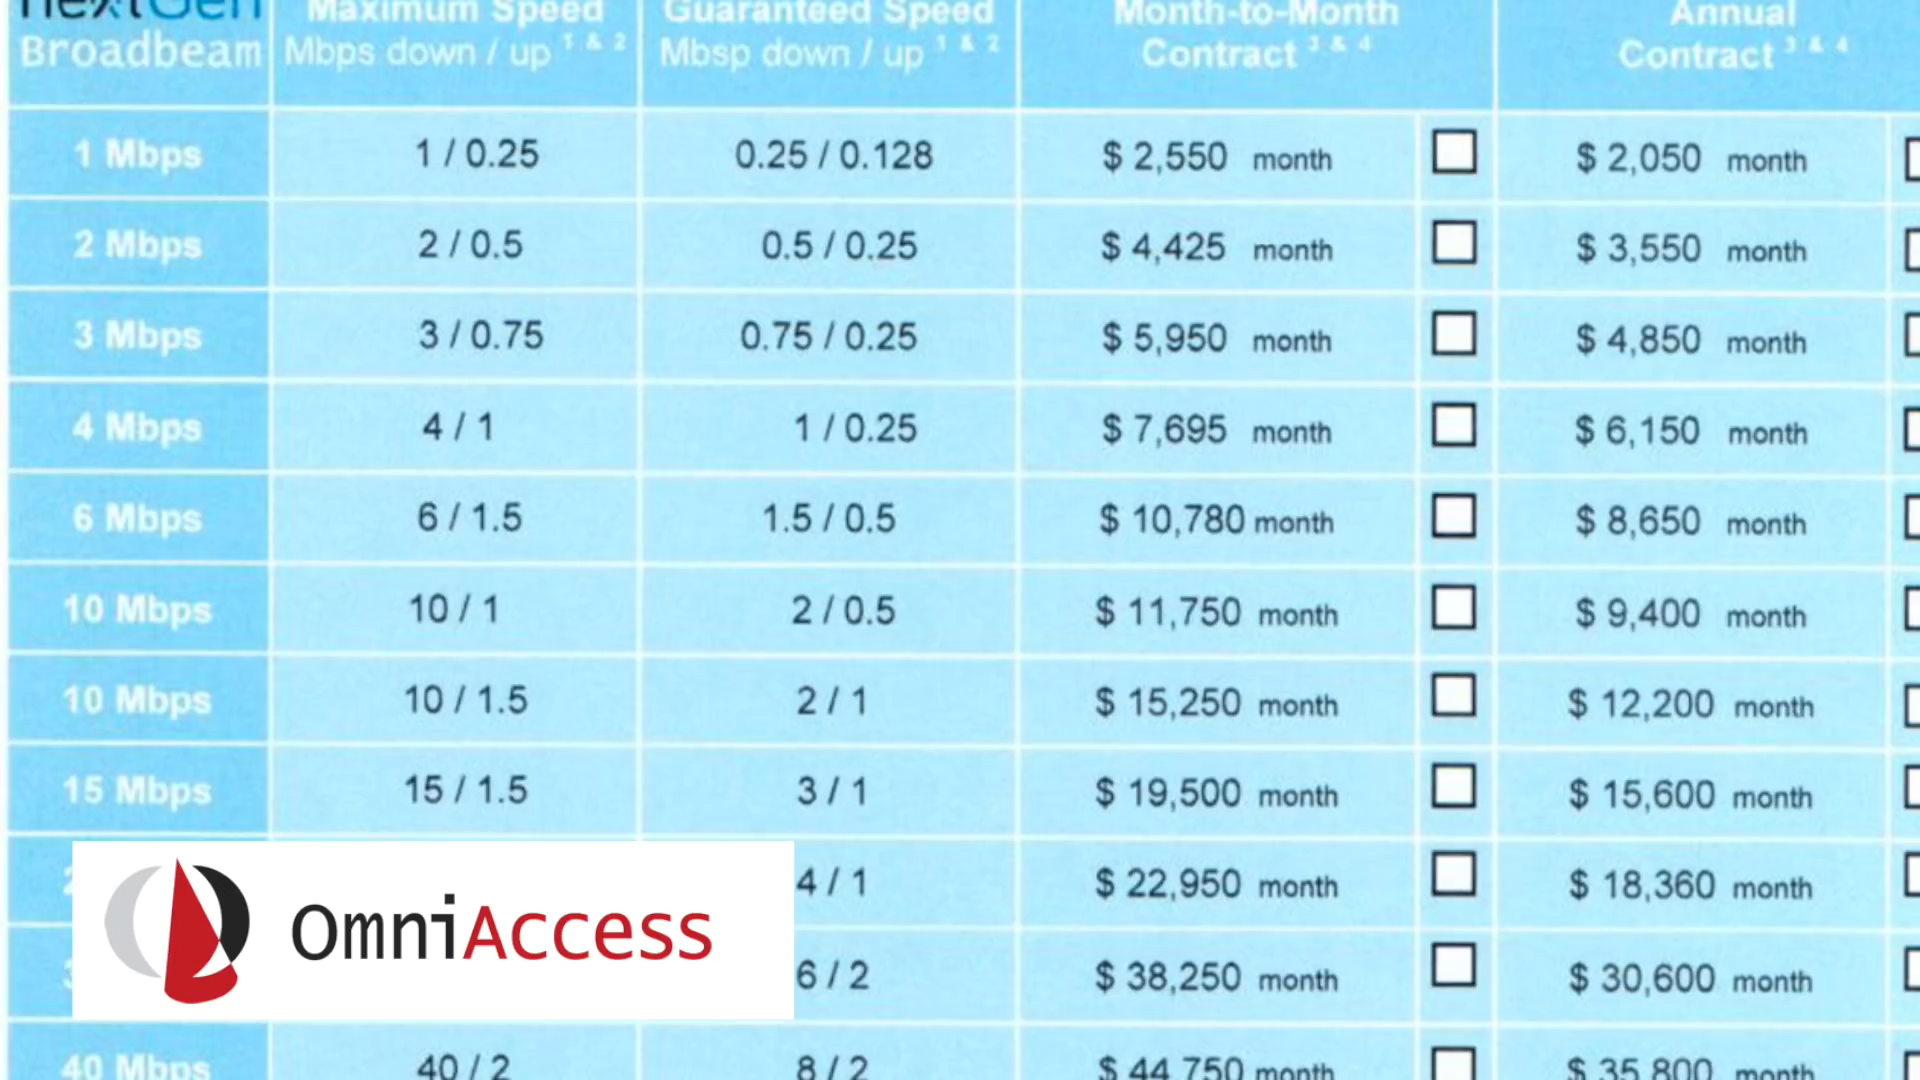 nextGen
Broadbeam
Maximum Speed
Mbps down / up 1 & 2
Guaranteed Speed
Mbsp down / up 1 & 2
Month-to-Month
Contract 3 & 4
Annual
Contract 3 & 4
1 Mbps 1 / 0.25 0.25 / 0.128 $ 2,550 month $ 2,050 month
2 Mbps 2 / 0.5 0.5 / 0.25 $ 4,425 month $ 3,550 month
3 Mbps 3 / 0.75 0.75 / 0.25 $ 5,950 month $ 4,850 month
4 Mbps 4 / 1 1 / 0.25 $ 7,695 month $ 6,150 month
6 Mbps 6 / 1.5 1.5 / 0.5 $ 10,780 month $ 8,650 month
10 Mbps 10 / 1 2 / 0.5 $ 11,750 month $ 9,400 month
10 Mbps 10 / 1.5 2 / 1 $ 15,250 month $ 12,200 month
15 Mbps 15 / 1.5 3 / 1 $ 19,500 month $ 15,600 month
4 / 1 $ 22,950 month $ 18,360 month
6 / 2 $ 38,250 month $ 30,600 month
40 Mbps 40 / 2 8 / 2 $ 44,750 month $ 35,800 month
OmniAccess